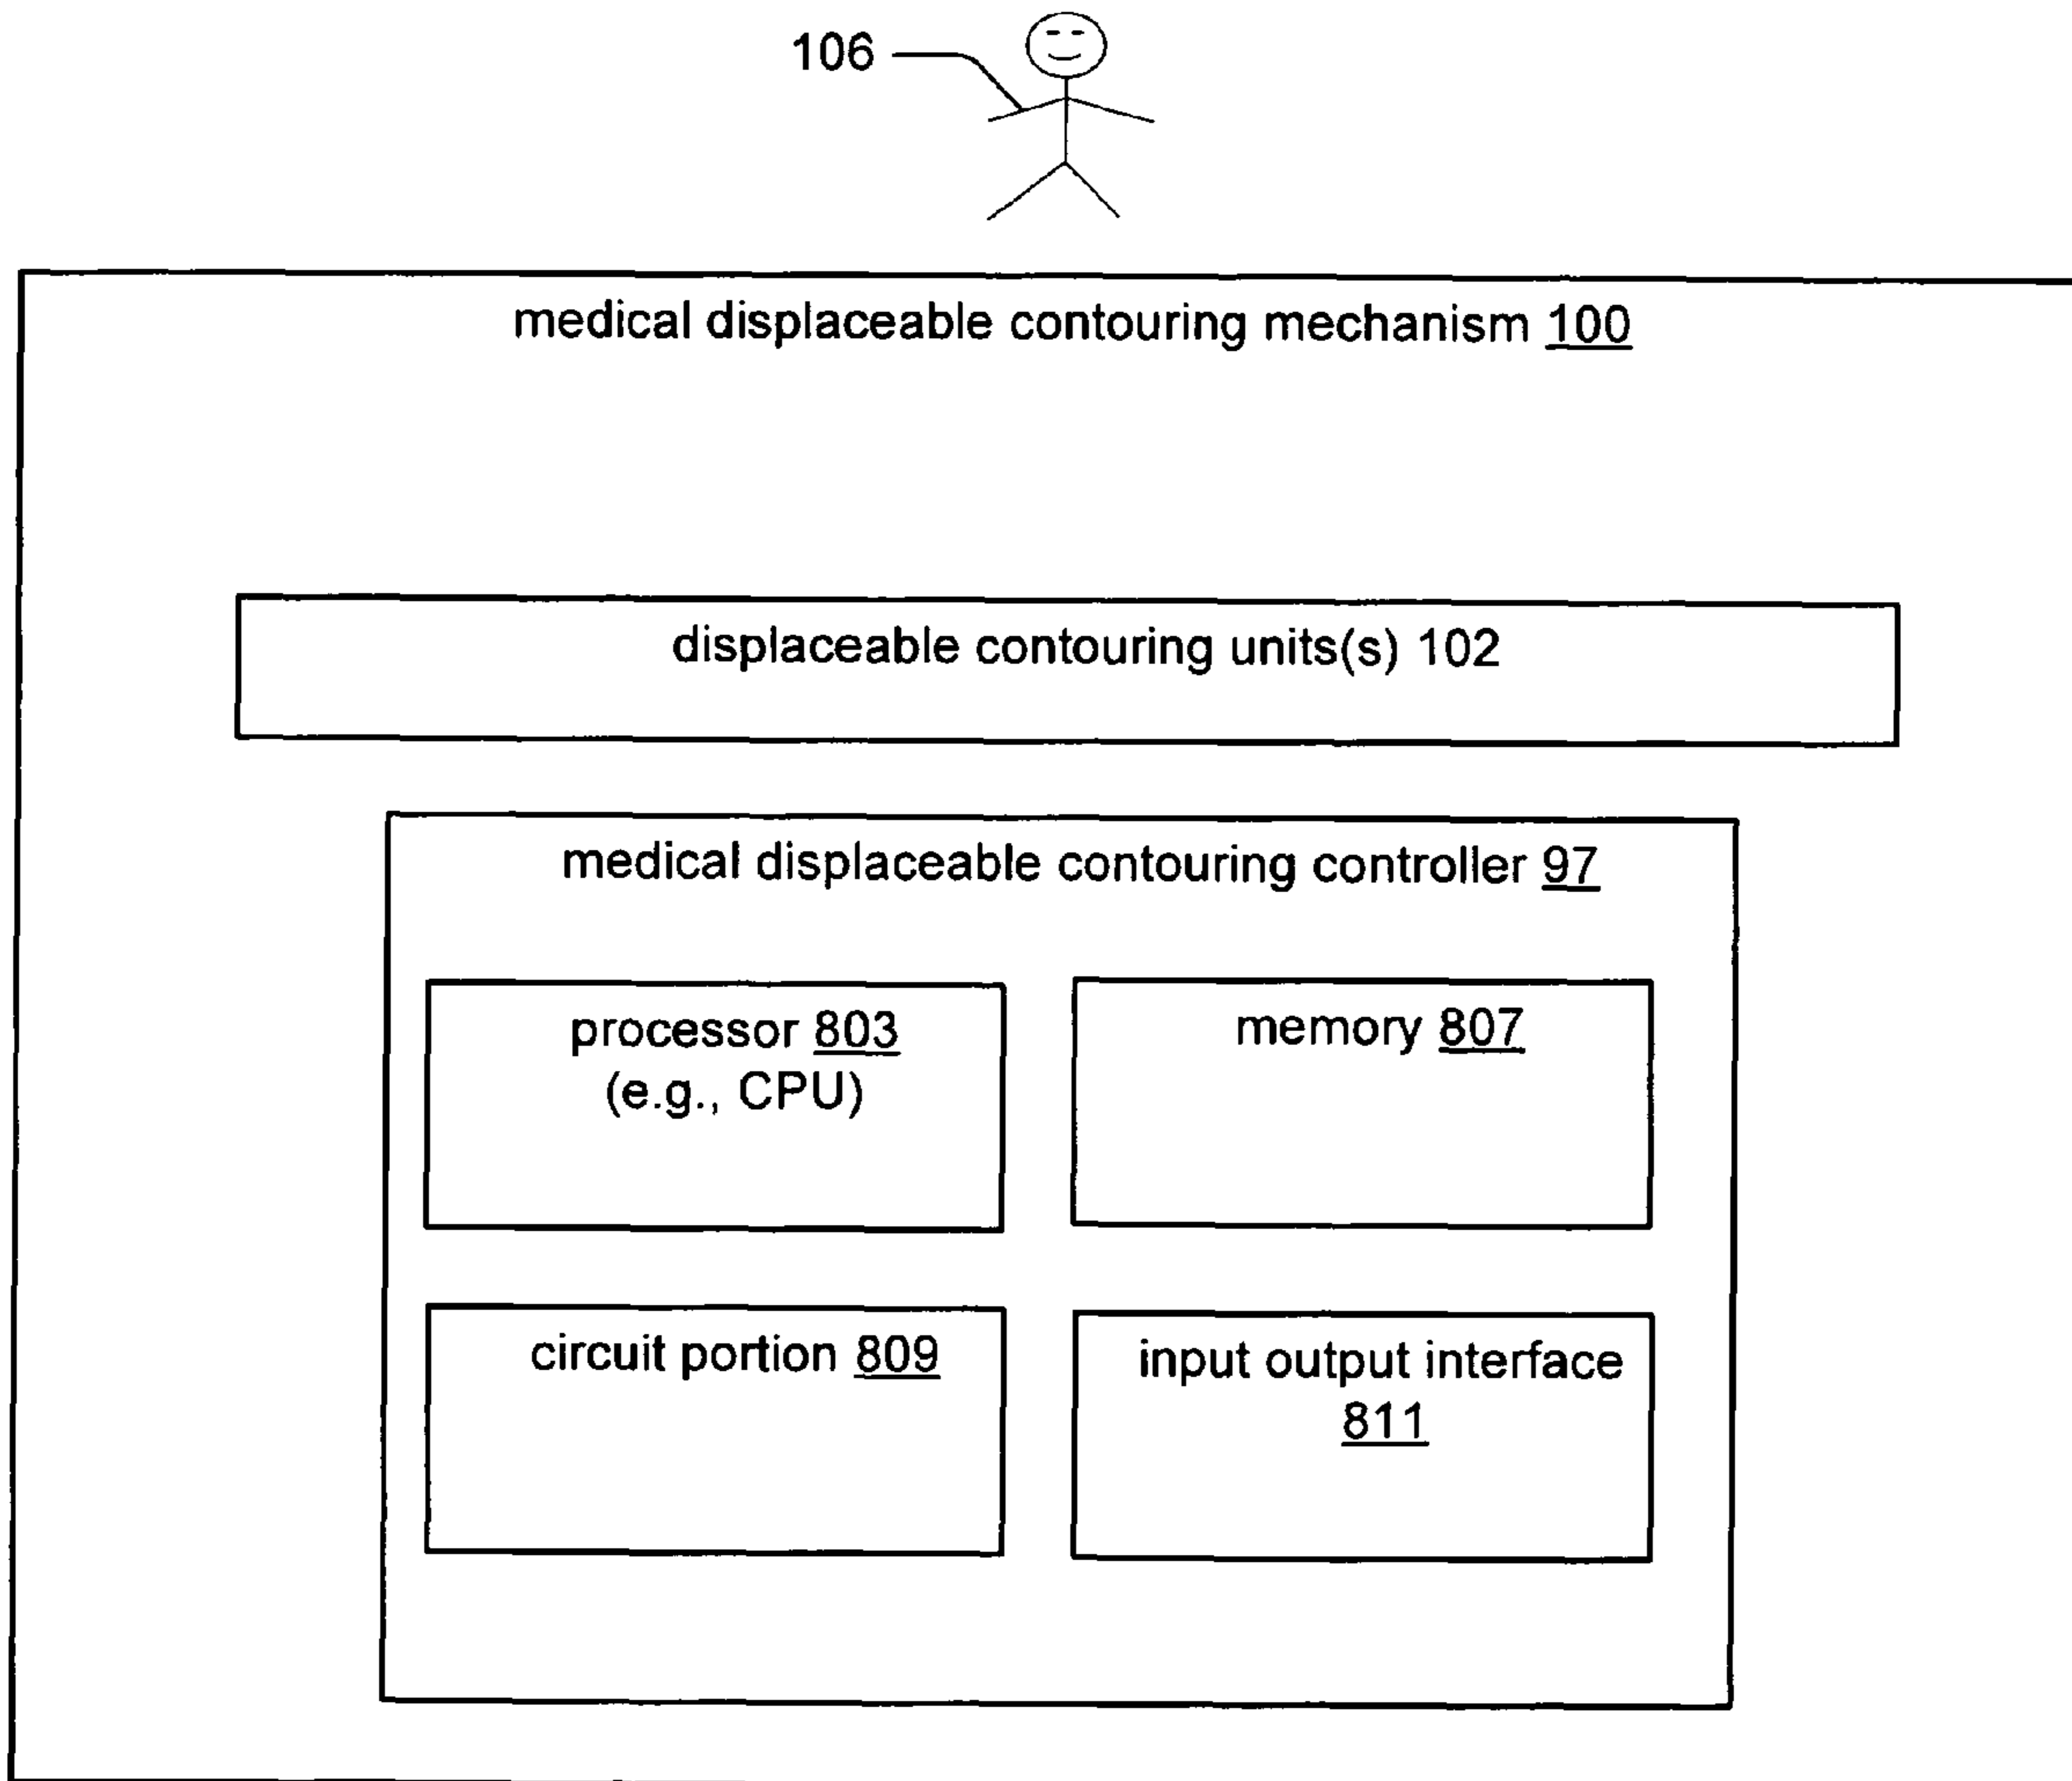 106
medical displaceable contouring mechanism 100
displaceable contouring units(s) 102
medical displaceable contouring controller 97
processor 803
(e.g., CPU)
memory 807
circuit portion 809
input output interface
811